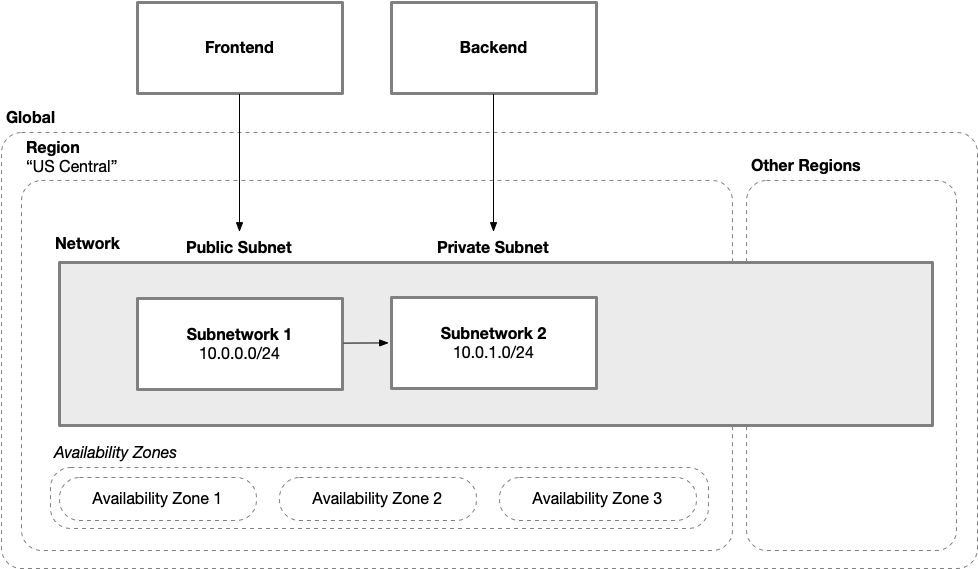 Frontend
Backend
Global
Region
“US Central”
Other Regions
Network
Public Subnet
Private Subnet
Subnetwork 1
10.0.0.0/24
Subnetwork 2
10.0.1.0/24
Availability Zones
Availability Zone 1
Availability Zone 2
Availability Zone 3